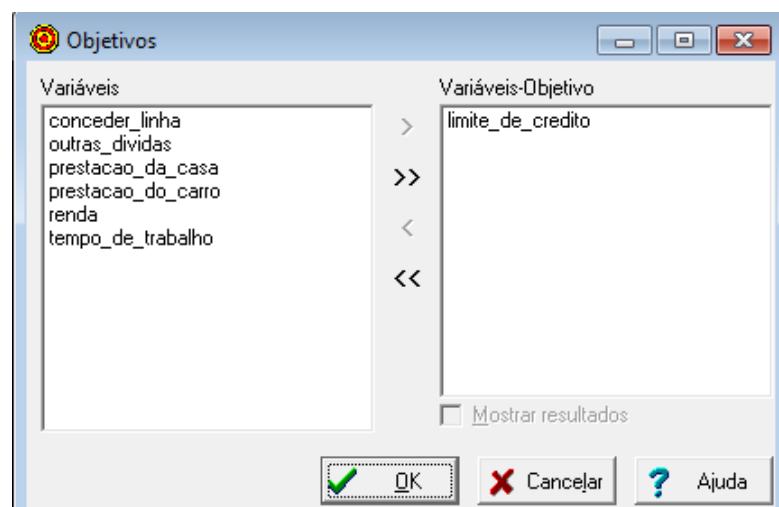 Objetivos
Variáveis
conceder_linha
outras_dividas
prestacao_da_casa
prestacao_do_carro
renda
tempo_de_trabalho
>
>>
<
<<
Variáveis-Objetivo
limite_de_credito
Mostrar resultados
OK
Cancelar
? Ajuda